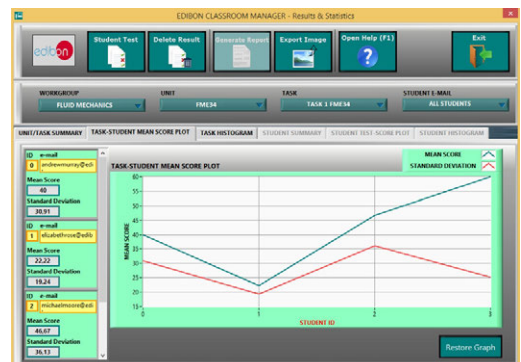 EDIBON CLASSROOM MANAGER - Results & Statistics
edibon
Student Test
Delete Result
Generate Report
Export Image
Open Help (F1)
Exit
WORKGROUP
UNIT
TASK
STUDENT E-MAIL
FLUID MECHANICS
FME34
TASK 1 FME34
ALL STUDENTS
UNIT/TASK SUMMARY
TASK-STUDENT MEAN SCORE PLOT
TASK HISTOGRAM
STUDENT SUMMARY
STUDENT TEST-SCORE PLOT
STUDENT HISTOGRAM
ID e-mail
0 andrewmurray@edi
Mean Score
40
Standard Deviation
30,91
ID e-mail
1 elizabethrose@edib
Mean Score
22,22
Standard Deviation
19,24
ID e-mail
2 michaelmoore@edi
Mean Score
46,67
Standard Deviation
36,13
TASK-STUDENT MEAN SCORE PLOT
MEAN SCORE
STANDARD DEVIATION
MEAN SCORE
60
55
50
45
40
35
30
25
20
15
0
1
2
3
STUDENT ID
Restore Graph